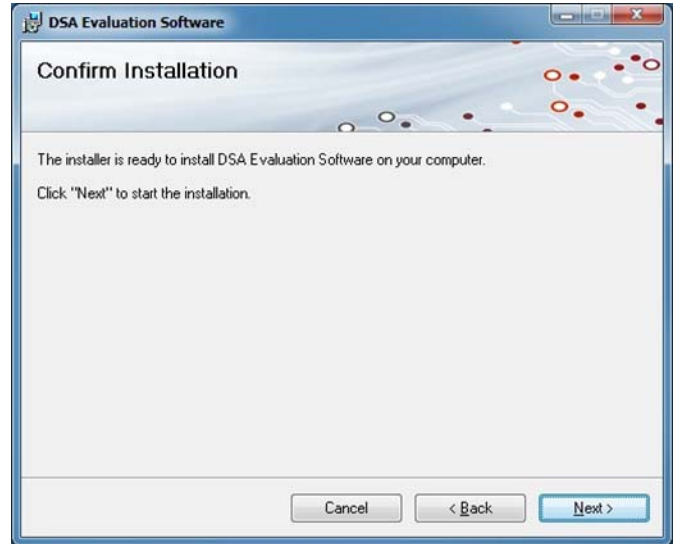 DSA Evaluation Software
Confirm Installation
The installer is ready to install DSA Evaluation Software on your computer.
Click "Next" to start the installation.
Cancel
< Back
Next >